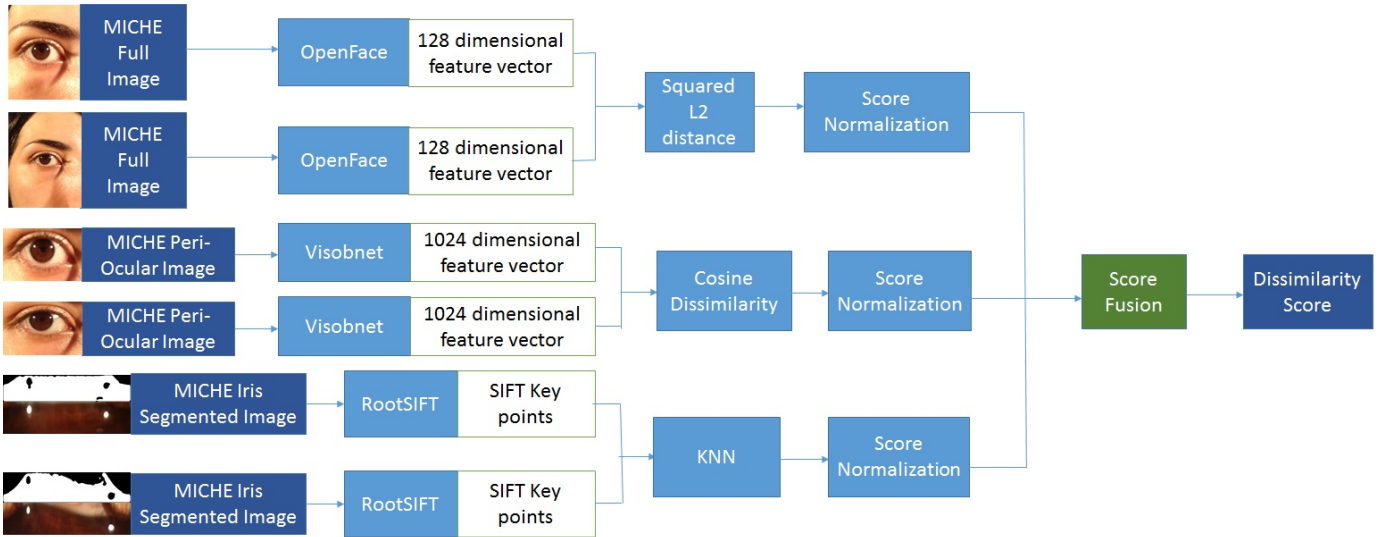 MICHE
Full
Image
OpenFace
128 dimensional
feature vector
MICHE
Full
Image
OpenFace
128 dimensional
feature vector
Squared
L2
distance
Score
Normalization
MICHE Peri-
Ocular Image
Visobnet
1024 dimensional
feature vector
MICHE Peri-
Ocular Image
Visobnet
1024 dimensional
feature vector
Cosine
Dissimilarity
Score
Normalization
MICHE Iris
Segmented Image
RootSIFT
SIFT Key
points
MICHE Iris
Segmented Image
RootSIFT
SIFT Key
points
KNN
Score
Normalization
Score
Fusion
Dissimilarity
Score